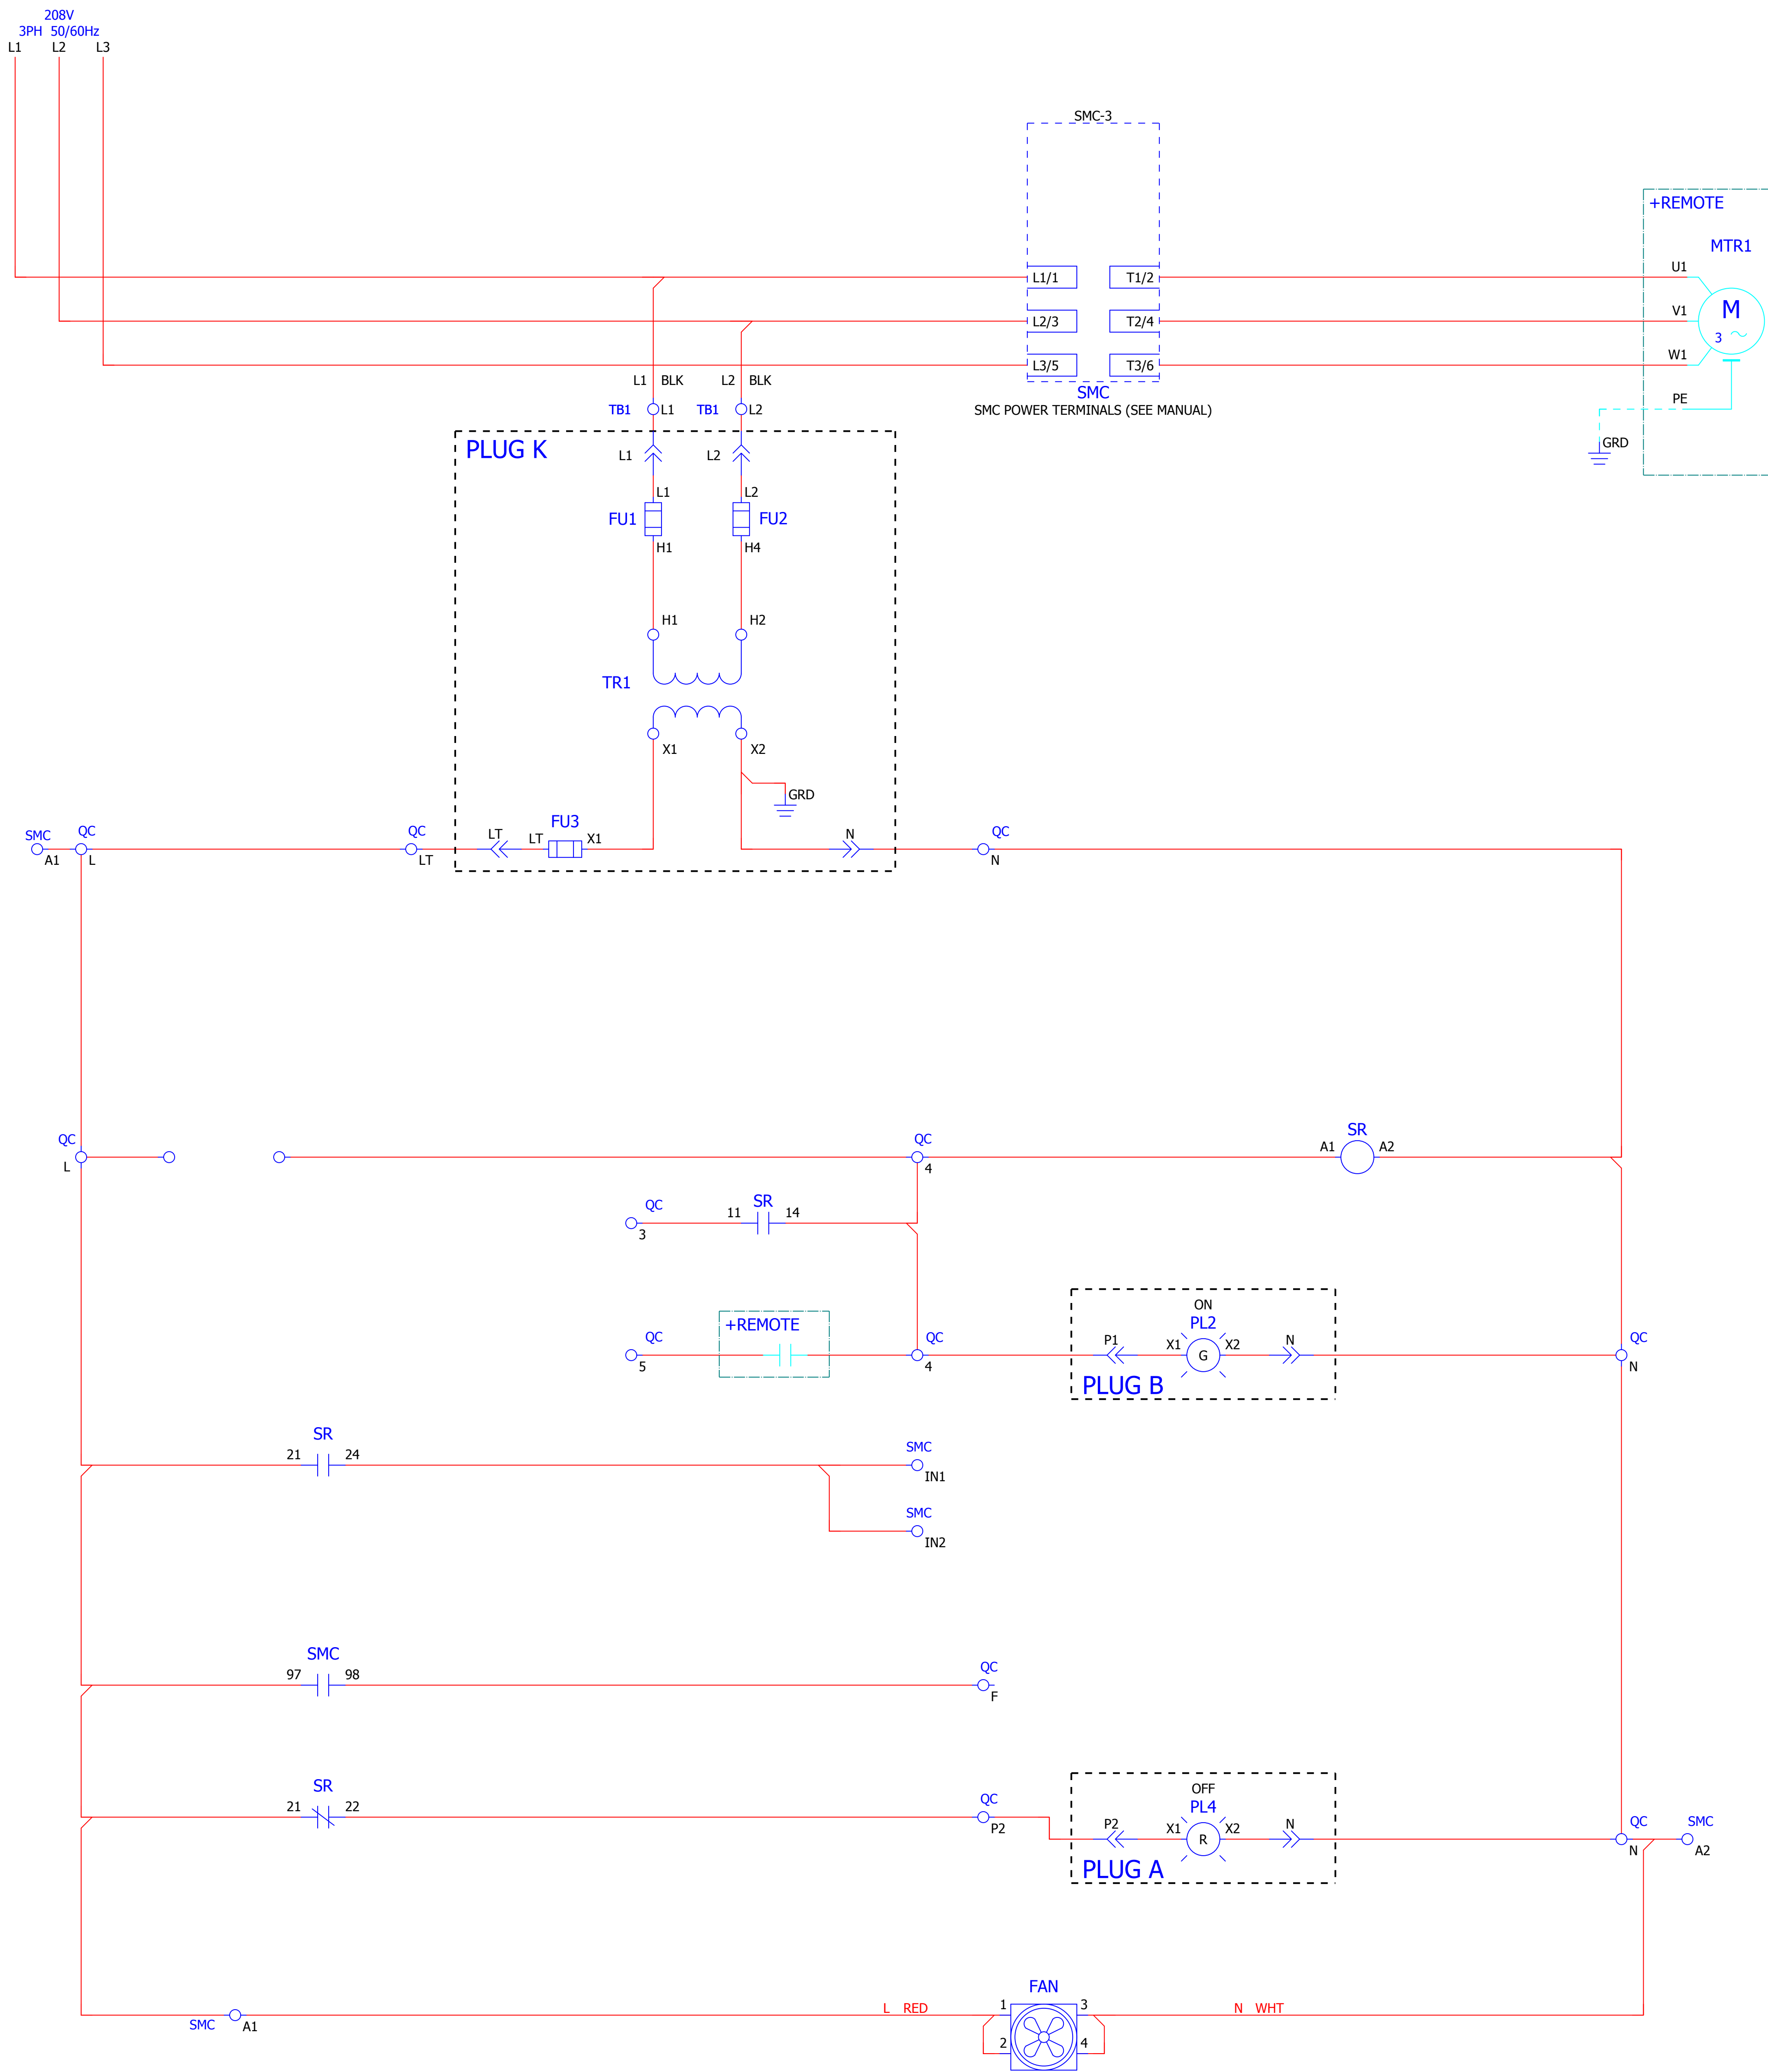 208V
3PH 50/60Hz
L1 L2 L3
SMC-3
+REMOTE
MTR1
L1/1 T1/2 U1
L2/3 T2/4 V1 M
3
L3/5 T3/6 W1
L1 BLK L2 BLK
SMC
PE
TB1 L1 TB1 L2
SMC POWER TERMINALS (SEE MANUAL)
GRD
PLUG K
L1 L2
L1 L2
FU1 FU2
H1 H4
H1 H2
TR1
X1 X2
GRD
FU3
SMC QC QC LT LT X1 N QC
A1 L LT N
SR
QC QC A1 A2
L 4
SR
QC 11 14
3
ON
+REMOTE PL2
QC QC P1 X1 G X2 N QC
5 4 N
PLUG B
SR
21 24 SMC
IN1
SMC
IN2
SMC
97 98 QC
F
SR
OFF
21 22 QC PL4
P2 P2 X1 R X2 N QC SMC
N A2
PLUG A
FAN
L RED 1 3 N WHT
SMC A1
2 4